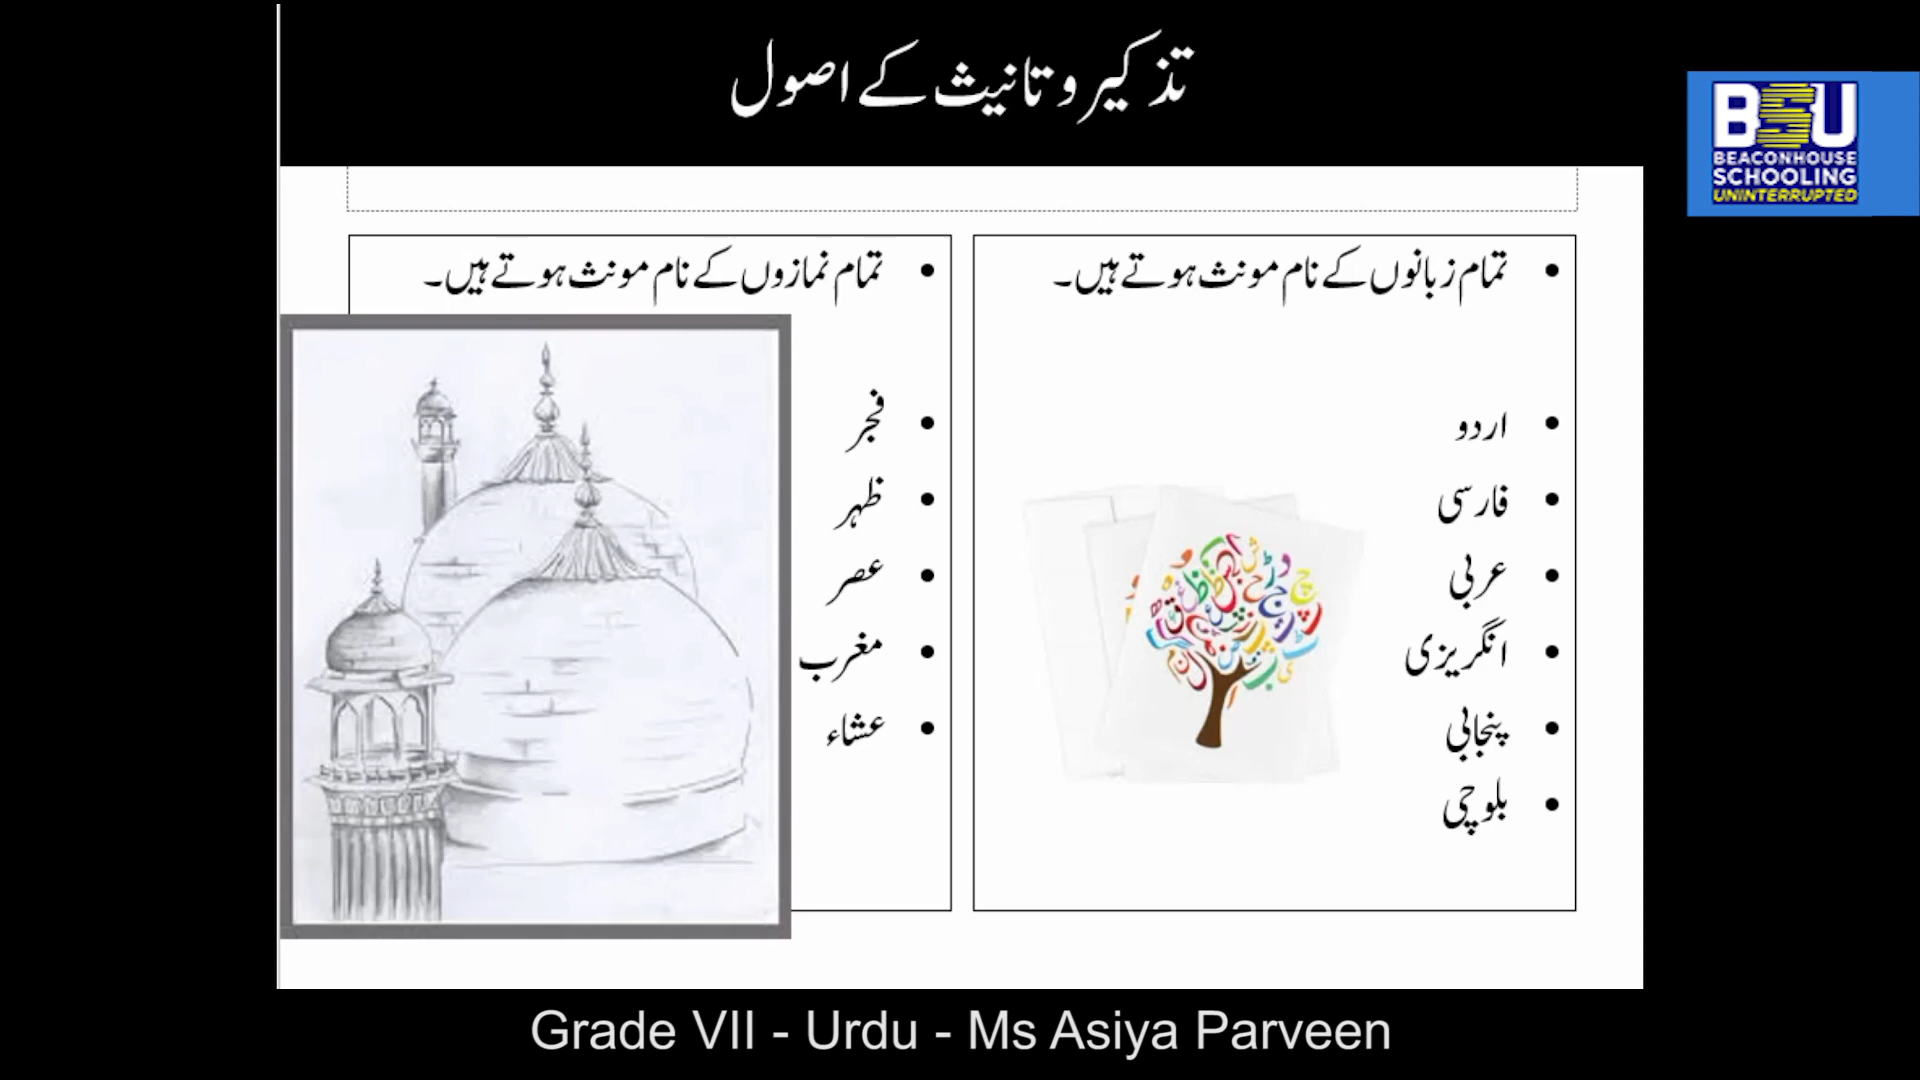 تذکیر و تانیث کے اصول
BSU
BEACONHOUSE
SCHOOLING
UNINTERRUPTED
تمام زبانوں کے نام مونث ہوتے ہیں۔
اردو
فارسی
عربی
انگریزی
پنجابی
بلوچی
تمام نمازوں کے نام مونث ہوتے ہیں۔
فجر
ظہر
عصر
مغرب
عشاء
Grade VII - Urdu - Ms Asiya Parveen